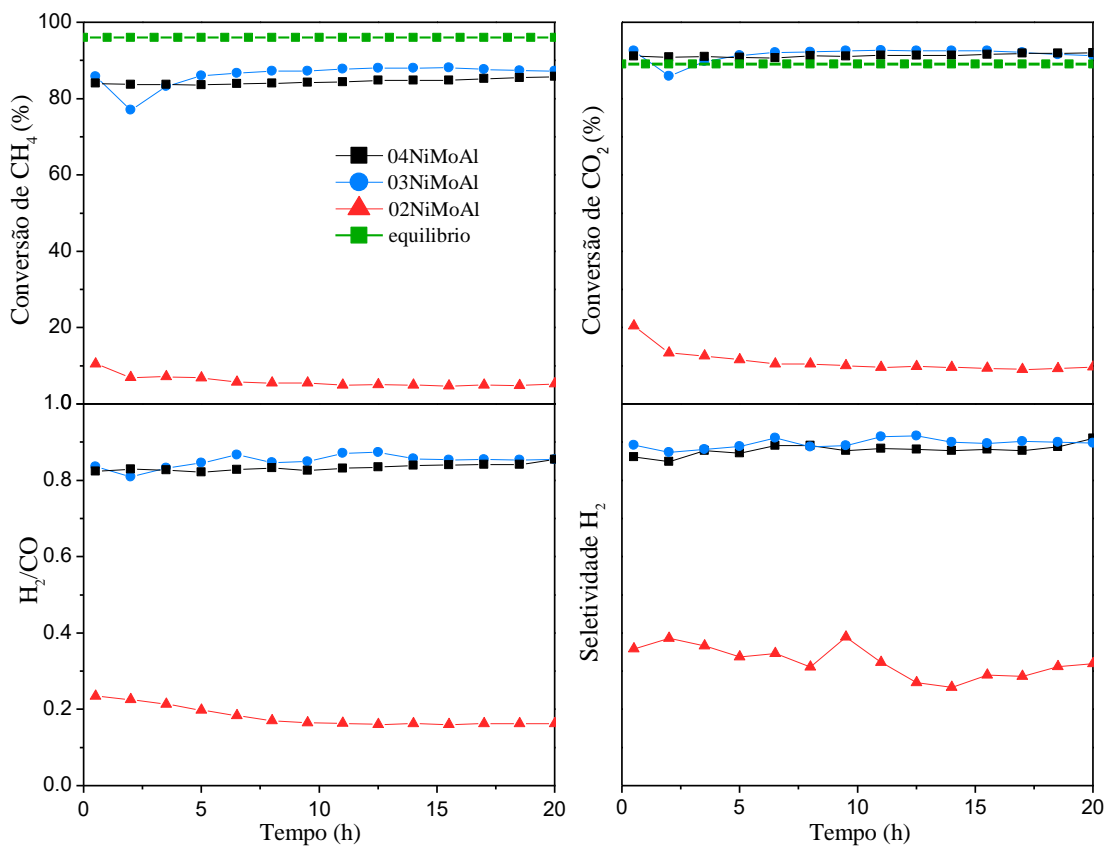 Conversão de CH₄ (%)
100
80
60
40
20
1.0
04NiMoAl
03NiMoAl
02NiMoAl
equilibrio
Conversão de CO₂ (%)
H₂/CO
0.8
0.6
0.4
0.2
0.0
0 5 10 15 20
Tempo (h)
Seletividade H₂
0 5 10 15 20
Tempo (h)